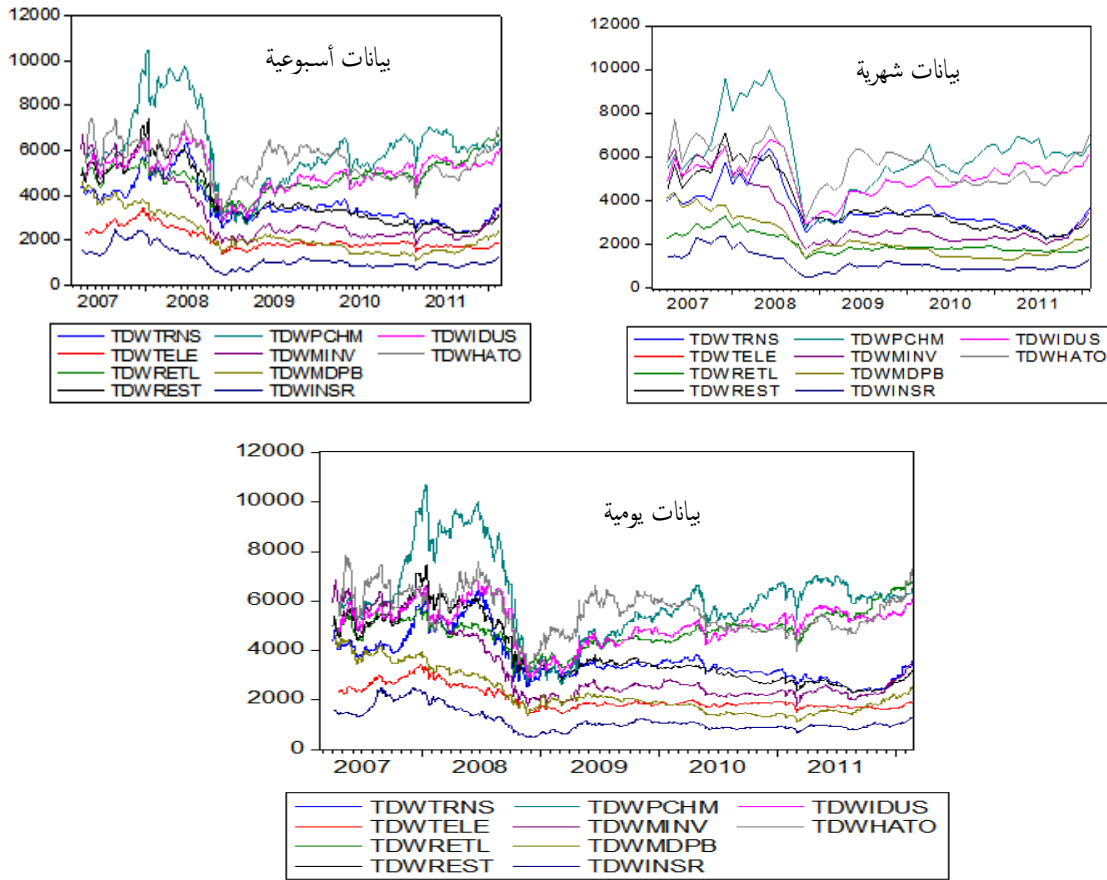 بيانات أسبوعية
12000
10000
8000
6000
4000
2000
0
2007 2008 2009 2010 2011
TDWTRNS TDWPCHM TDWIDUS
TDWTELE TDWMINV TDWHATO
TDWRETL TDWMDPB
TDWREST TDWINSR
بيانات شهرية
12000
10000
8000
6000
4000
2000
0
2007 2008 2009 2010 2011
TDWTRNS TDWPCHM TDWIDUS
TDWTELE TDWMINV TDWHATO
TDWRETL TDWMDPB
TDWREST TDWINSR
بيانات يومية
12000
10000
8000
6000
4000
2000
0
2007 2008 2009 2010 2011
TDWTRNS TDWPCHM TDWIDUS
TDWTELE TDWMINV TDWHATO
TDWRETL TDWMDPB
TDWREST TDWINSR